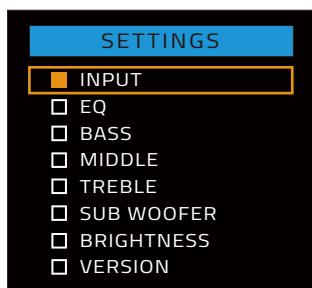 SETTINGS
INPUT
EQ
BASS
MIDDLE
TREBLE
SUB WOOFER
BRIGHTNESS
VERSION